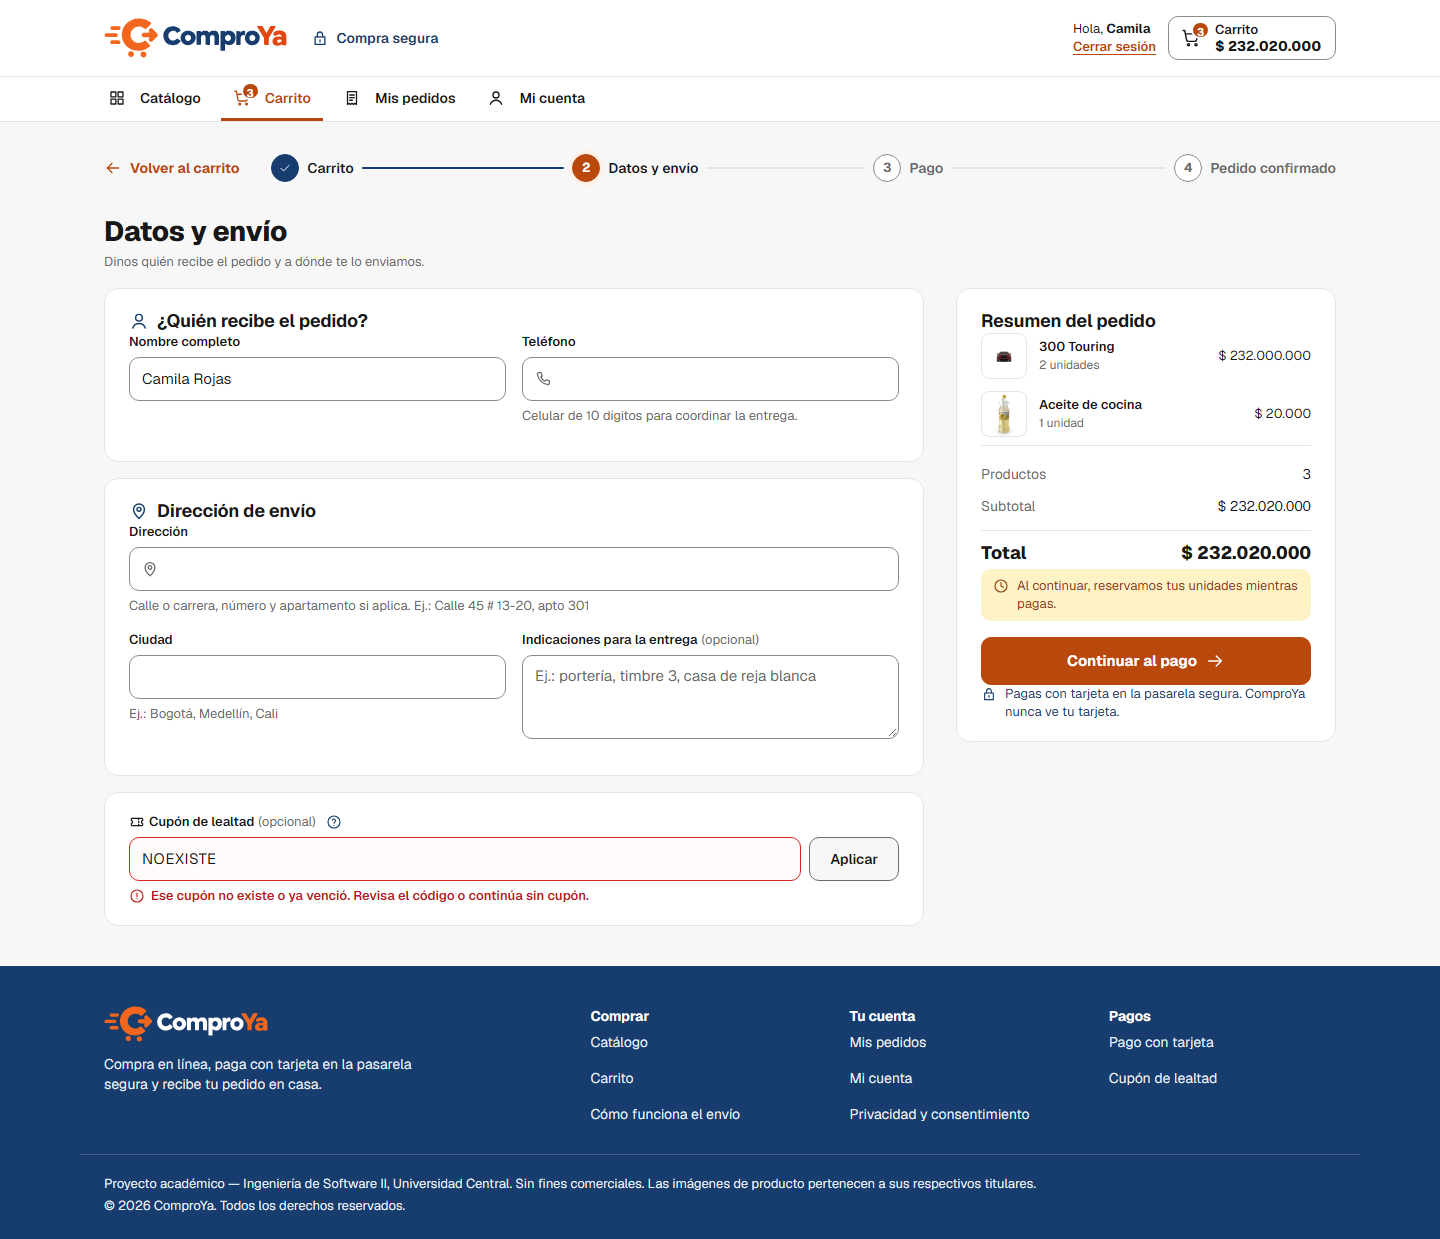 ComproYa
Compra segura
Hola, Camila
Cerrar sesión
3
Carrito
$ 232.020.000
Catálogo
3
Carrito
Mis pedidos
Mi cuenta
Volver al carrito
Carrito
2
Datos y envío
3
Pago
4
Pedido confirmado
Datos y envío
Dinos quién recibe el pedido y a dónde te lo enviamos.
¿Quién recibe el pedido?
Nombre completo
Camila Rojas
Teléfono
Celular de 10 dígitos para coordinar la entrega.
Dirección de envío
Dirección
Calle o carrera, número y apartamento si aplica. Ej.: Calle 45 # 13-20, apto 301
Ciudad
Ej.: Bogotá, Medellín, Cali
Indicaciones para la entrega (opcional)
Ej.: portería, timbre 3, casa de reja blanca
Cupón de lealtad (opcional)
NOEXISTE
Aplicar
Ese cupón no existe o ya venció. Revisa el código o continúa sin cupón.
Resumen del pedido
300 Touring
2 unidades
$ 232.000.000
Aceite de cocina
1 unidad
$ 20.000
Productos
3
Subtotal
$ 232.020.000
Total
$ 232.020.000
Al continuar, reservamos tus unidades mientras
pagas.
Continuar al pago
Pagas con tarjeta en la pasarela segura. ComproYa
nunca ve tu tarjeta.
ComproYa
Compra en línea, paga con tarjeta en la pasarela
segura y recibe tu pedido en casa.
Comprar
Catálogo
Carrito
Cómo funciona el envío
Tu cuenta
Mis pedidos
Mi cuenta
Privacidad y consentimiento
Pagos
Pago con tarjeta
Cupón de lealtad
Proyecto académico — Ingeniería de Software II, Universidad Central. Sin fines comerciales. Las imágenes de producto pertenecen a sus respectivos titulares.
© 2026 ComproYa. Todos los derechos reservados.